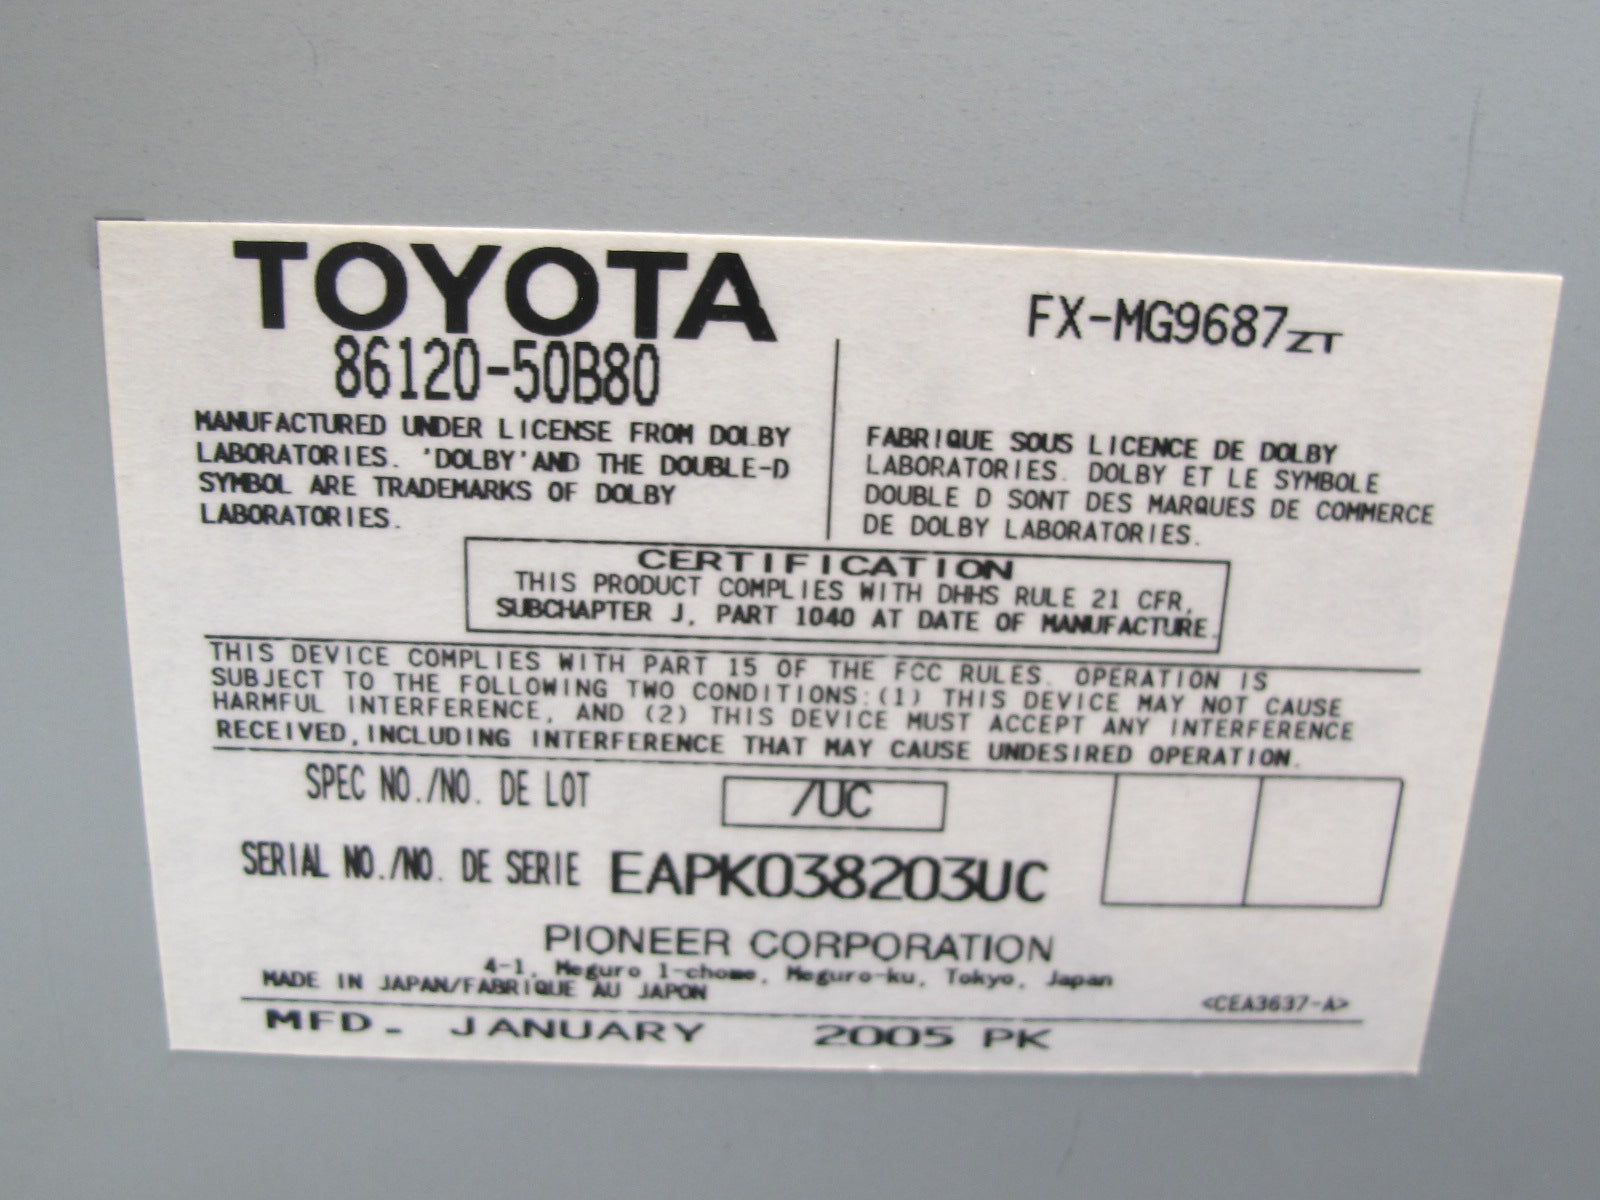 TOYOTA
86120-50B80
FX-MG9687ZT
MANUFACTURED UNDER LICENSE FROM DOLBY
LABORATORIES. 'DOLBY' AND THE DOUBLE-D
SYMBOL ARE TRADEMARKS OF DOLBY
LABORATORIES.
FABRIQUE SOUS LICENCE DE DOLBY
LABORATORIES. DOLBY ET LE SYMBOLE
DOUBLE D SONT DES MARQUES DE COMMERCE
DE DOLBY LABORATORIES.
CERTIFICATION
THIS PRODUCT COMPLIES WITH DHHS RULE 21 CFR,
SUBCHAPTER J, PART 1040 AT DATE OF MANUFACTURE.
THIS DEVICE COMPLIES WITH PART 15 OF THE FCC RULES. OPERATION IS
SUBJECT TO THE FOLLOWING TWO CONDITIONS:(1) THIS DEVICE MAY NOT CAUSE
HARMFUL INTERFERENCE, AND (2) THIS DEVICE MUST ACCEPT ANY INTERFERENCE
RECEIVED, INCLUDING INTERFERENCE THAT MAY CAUSE UNDESIRED OPERATION.
SPEC NO./NO. DE LOT /UC
SERIAL NO./NO. DE SERIE EAPK038203UC
PIONEER CORPORATION
4-1, Meguro 1-chome, Meguro-ku, Tokyo, Japan
MADE IN JAPAN/FABRIQUE AU JAPON
<CEA3637-A>
MFD- JANUARY 2005 PK